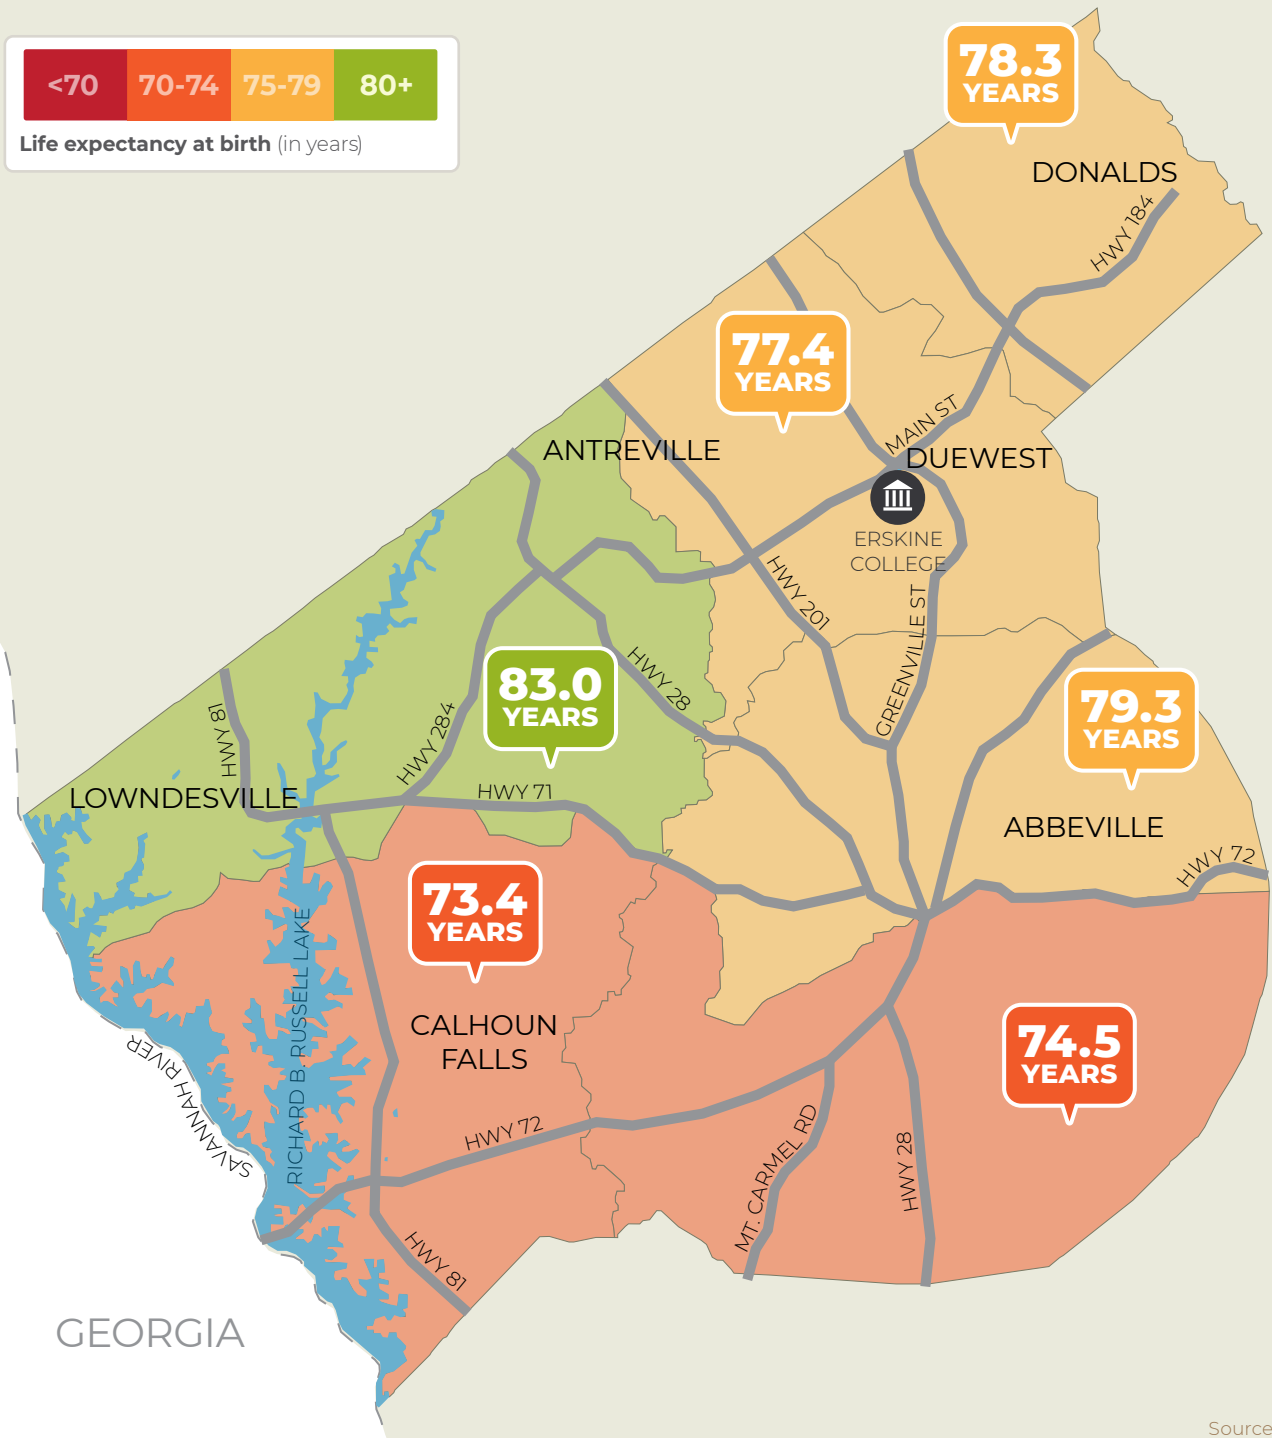 <70
70-74
75-79
80+
Life expectancy at birth (in years)
78.3
YEARS
DONALDS
HWY 184
77.4
YEARS
MAIN ST
ANTREVILLE
DUEWEST
ERSKINE
COLLEGE
HWY 201
GREENVILLE ST
83.0
YEARS
HWY 28
HWY 284
HWY 81
79.3
YEARS
LOWNDESVILLE
HWY 71
ABBEVILLE
HWY 72
73.4
YEARS
RICHARD B. RUSSELL LAKE
CALHOUN
FALLS
SAVANNAH RIVER
74.5
YEARS
HWY 72
MT. CARMEL RD
HWY 28
HWY 81
GEORGIA
Source